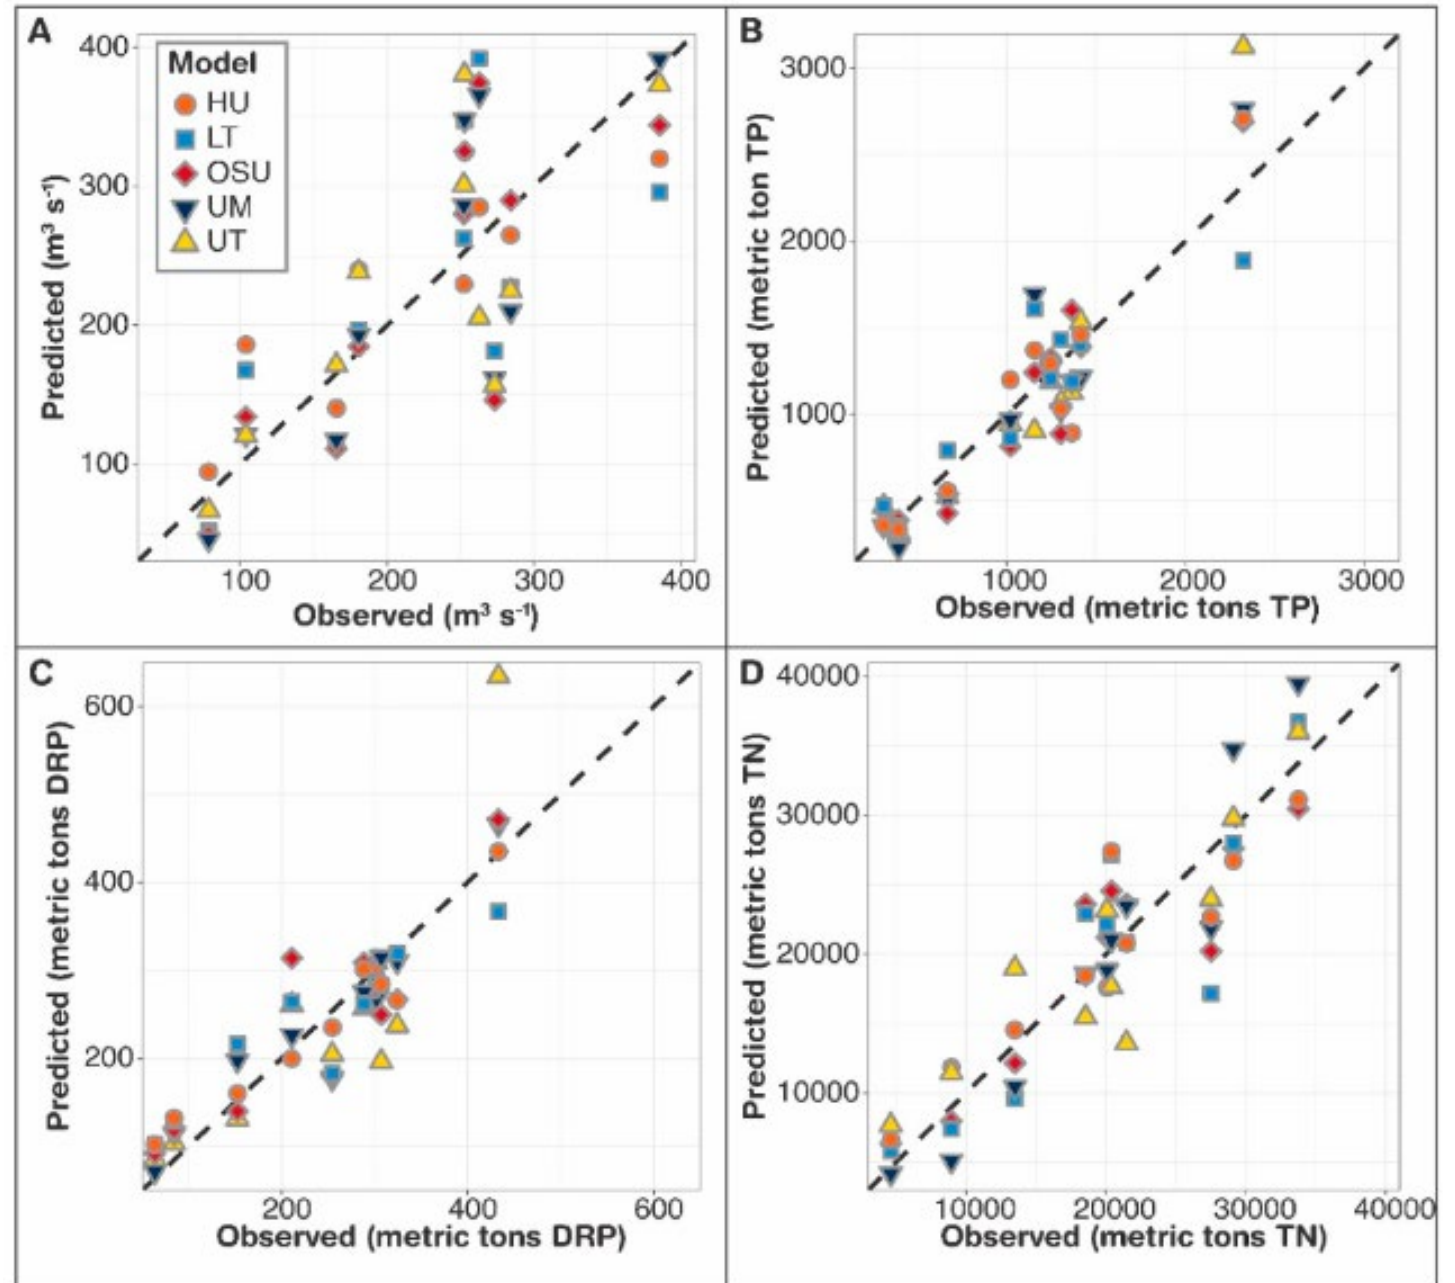 A
Model
HU
LT
OSU
UM
UT
400
300
200
100
Predicted (m³ s⁻¹)
100 200 300 400
Observed (m³ s⁻¹)
B
3000
2000
1000
Predicted (metric ton TP)
1000 2000 3000
Observed (metric tons TP)
C
600
400
200
Predicted (metric tons DRP)
200 400 600
Observed (metric tons DRP)
D
40000
30000
20000
10000
Predicted (metric tons TN)
10000 20000 30000 40000
Observed (metric tons TN)